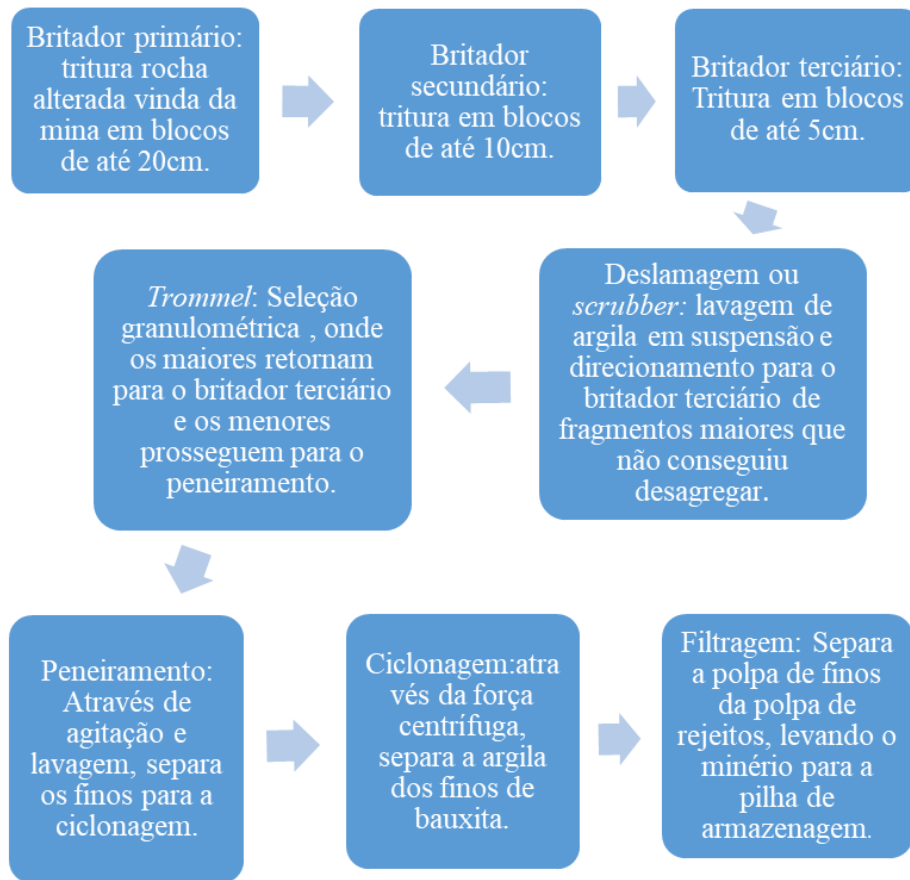 Britador primário:
tritura rocha
alterada vinda da
mina em blocos
de até 20cm.
Britador
secundário:
tritura em blocos
de até 10cm.
Britador terciário:
Tritura em blocos
de até 5cm.
Deslamagem ou
scrubber: lavagem de
argila em suspensão e
direcionamento para o
britador terciário de
fragmentos maiores que
não conseguiu
desagregar.
Trommel: Seleção
granulométrica , onde
os maiores retornam
para o britador terciário
e os menores
prosseguem para o
peneiramento.
Peneiramento:
Através de
agitação e
lavagem, separa
os finos para a
ciclonagem.
Ciclonagem:atra
vés da força
centrífuga,
separa a argila
dos finos de
bauxita.
Filtragem: Separa
a polpa de finos
da polpa de
rejeitos, levando o
minério para a
pilha de
armazenagem.